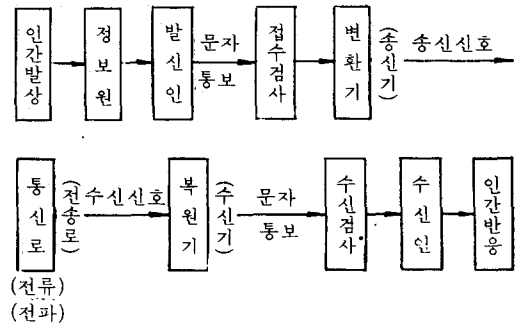 인간발상
정보원
발신인
문자
통보
접수검사
변환기
(송신기)
송신신호
통신로
(전송로)
(전류)
(전파)
수신신호
복원기
(수신기)
문자
통보
수신검사
수신인
인간반응